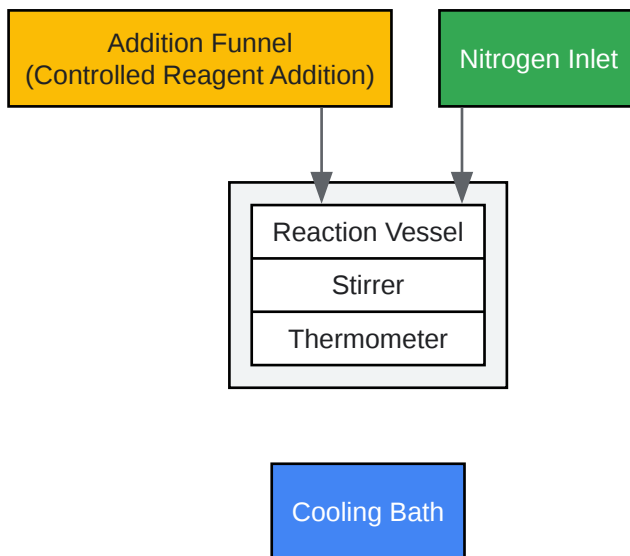 Addition Funnel
(Controlled Reagent Addition)
Nitrogen Inlet
Reaction Vessel
Stirrer
Thermometer
Cooling Bath